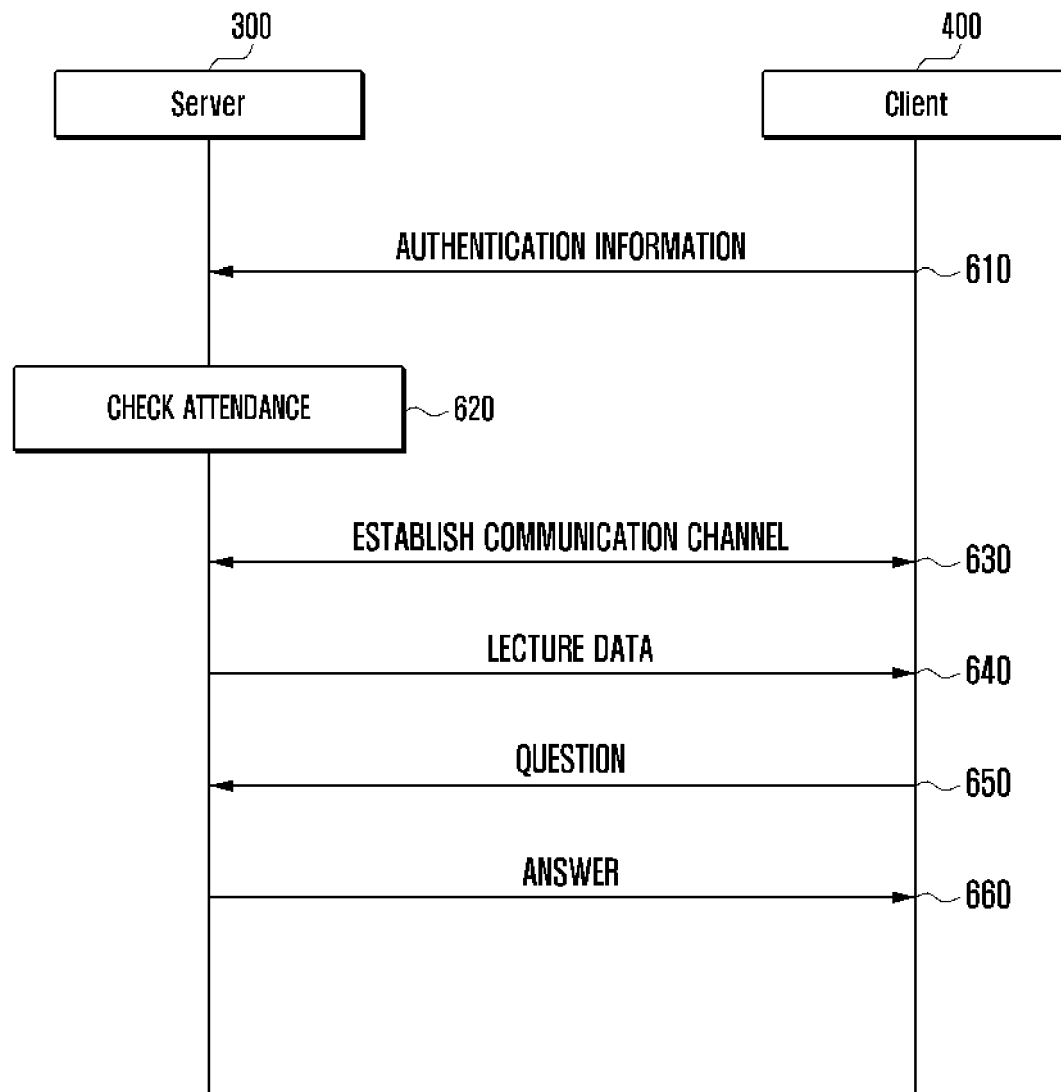 300
400
Server
Client
AUTHENTICATION INFORMATION
610
CHECK ATTENDANCE
620
ESTABLISH COMMUNICATION CHANNEL
630
LECTURE DATA
640
QUESTION
650
ANSWER
660